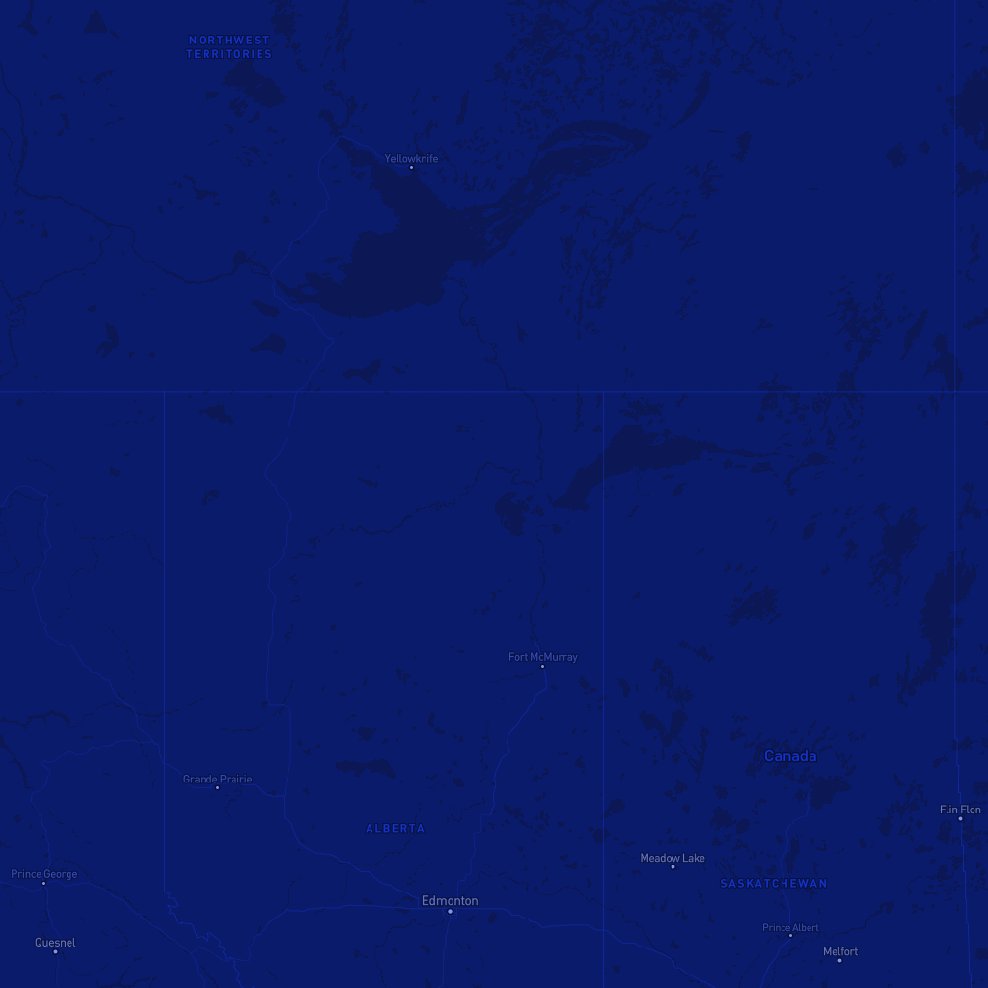 NORTHWEST
TERRITORIES
Yellowknife
Fort McMurray
Canada
Grande Prairie
Flin Flon
ALBERTA
Meadow Lake
Prince George
SASKATCHEWAN
Edmonton
Prince Albert
Quesnel
Melfort